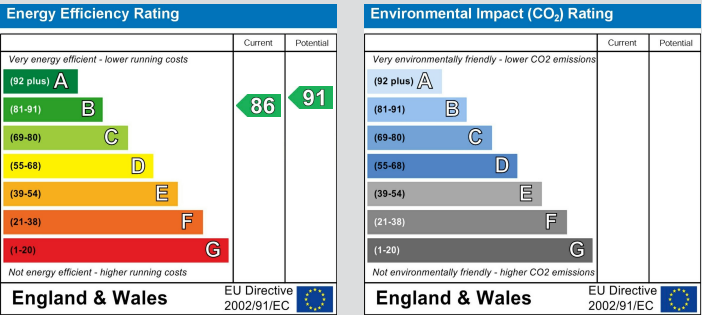 Energy Efficiency Rating
Current Potential
Very energy efficient - lower running costs
(92 plus) A
(81-91) B
(69-80) C
(55-68) D
(39-54) E
(21-38) F
(1-20) G
86
91
Not energy efficient - higher running costs
England & Wales
EU Directive
2002/91/EC
Environmental Impact (CO₂) Rating
Current Potential
Very environmentally friendly - lower CO2 emissions
(92 plus) A
(81-91) B
(69-80) C
(55-68) D
(39-54) E
(21-38) F
(1-20) G
Not environmentally friendly - higher CO2 emissions
England & Wales
EU Directive
2002/91/EC